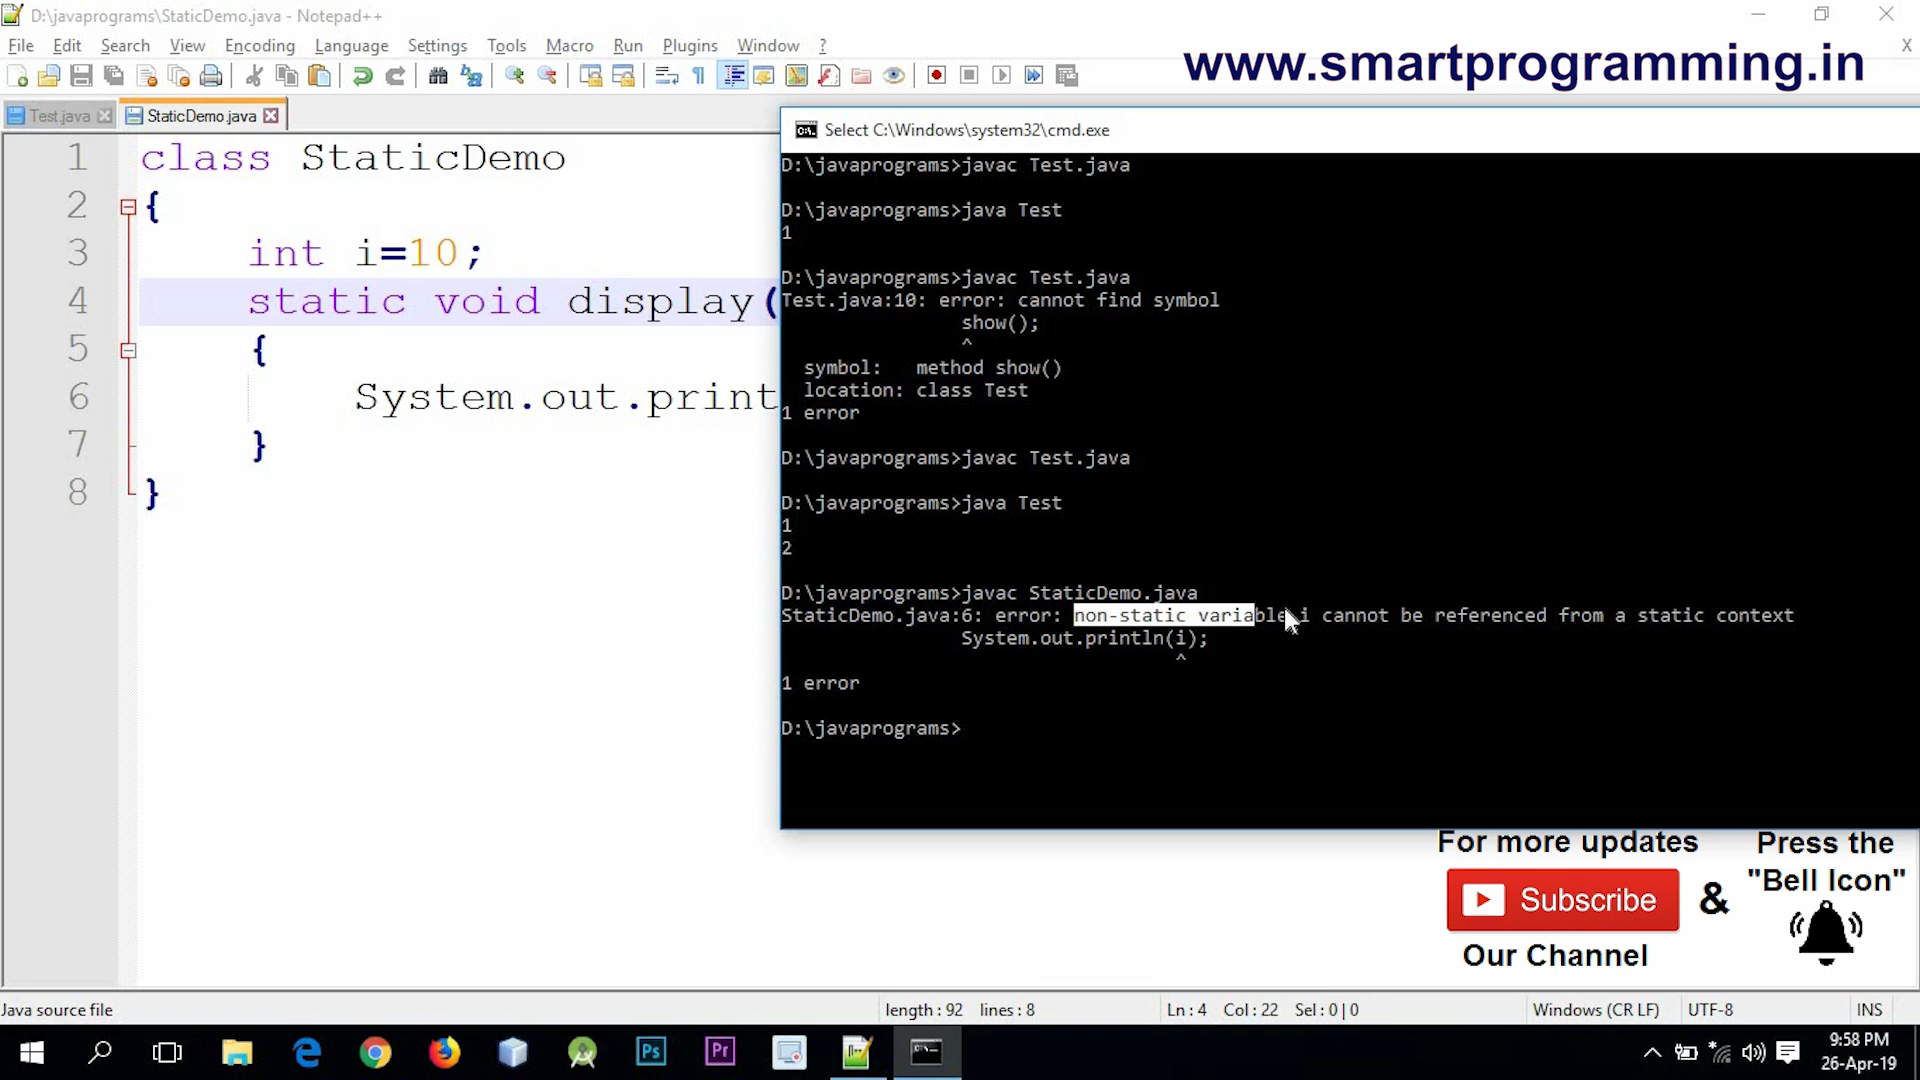 D:\javaprograms\StaticDemo.java - Notepad++
File Edit Search View Encoding Language Settings Tools Macro Run Plugins Window ?
www.smartprogramming.in
Test.java StaticDemo.java
Select C:\Windows\system32\cmd.exe
1 class StaticDemo
2 {
3 int i=10;
4 static void display(
5 {
6 System.out.print
7 }
8 }
D:\javaprograms>javac Test.java
D:\javaprograms>java Test
1
D:\javaprograms>javac Test.java
Test.java:10: error: cannot find symbol
show();
^
symbol: method show()
location: class Test
1 error
D:\javaprograms>javac Test.java
D:\javaprograms>java Test
1
2
D:\javaprograms>javac StaticDemo.java
StaticDemo.java:6: error: non-static variable i cannot be referenced from a static context
System.out.println(i);
^
1 error
D:\javaprograms>
For more updates
Subscribe
Our Channel
&
Press the
"Bell Icon"
Java source file length : 92 lines : 8 Ln : 4 Col : 22 Sel : 0 | 0 Windows (CR LF) UTF-8 INS
Ps Pr
9:58 PM
26-Apr-19